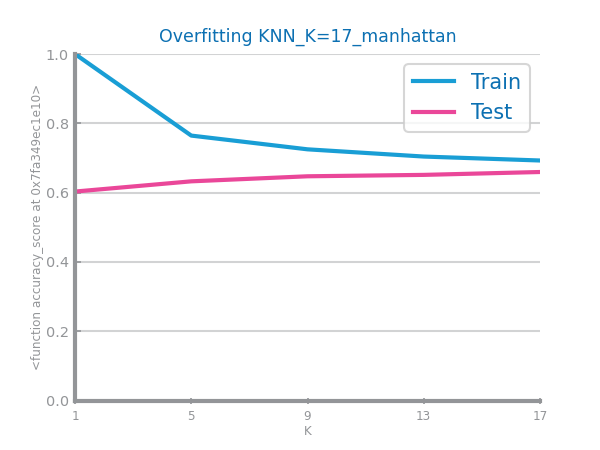 Overfitting KNN_K=17_manhattan
Train
Test
<function accuracy_score at 0x7fa349ec1e10>
1.0
0.8
0.6
0.4
0.2
0.0
1 5 9 13 17
K